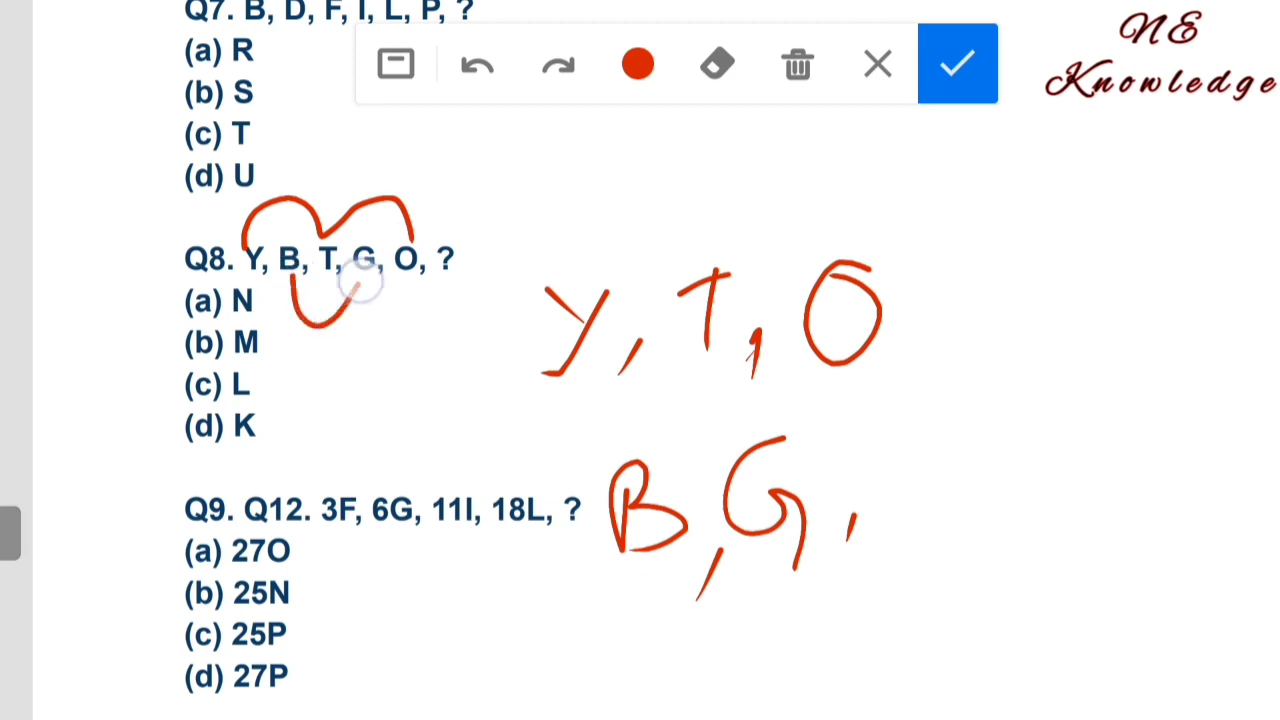 Q7. B, D, F, I, L, P, ?
(a) R
(b) S
(c) T
(d) U
NE
Knowledge
Q8. Y, B, T, G, O, ?
(a) N
(b) M
(c) L
(d) K
Y, T, O
B, G,
Q9. Q12. 3F, 6G, 11I, 18L, ?
(a) 27O
(b) 25N
(c) 25P
(d) 27P